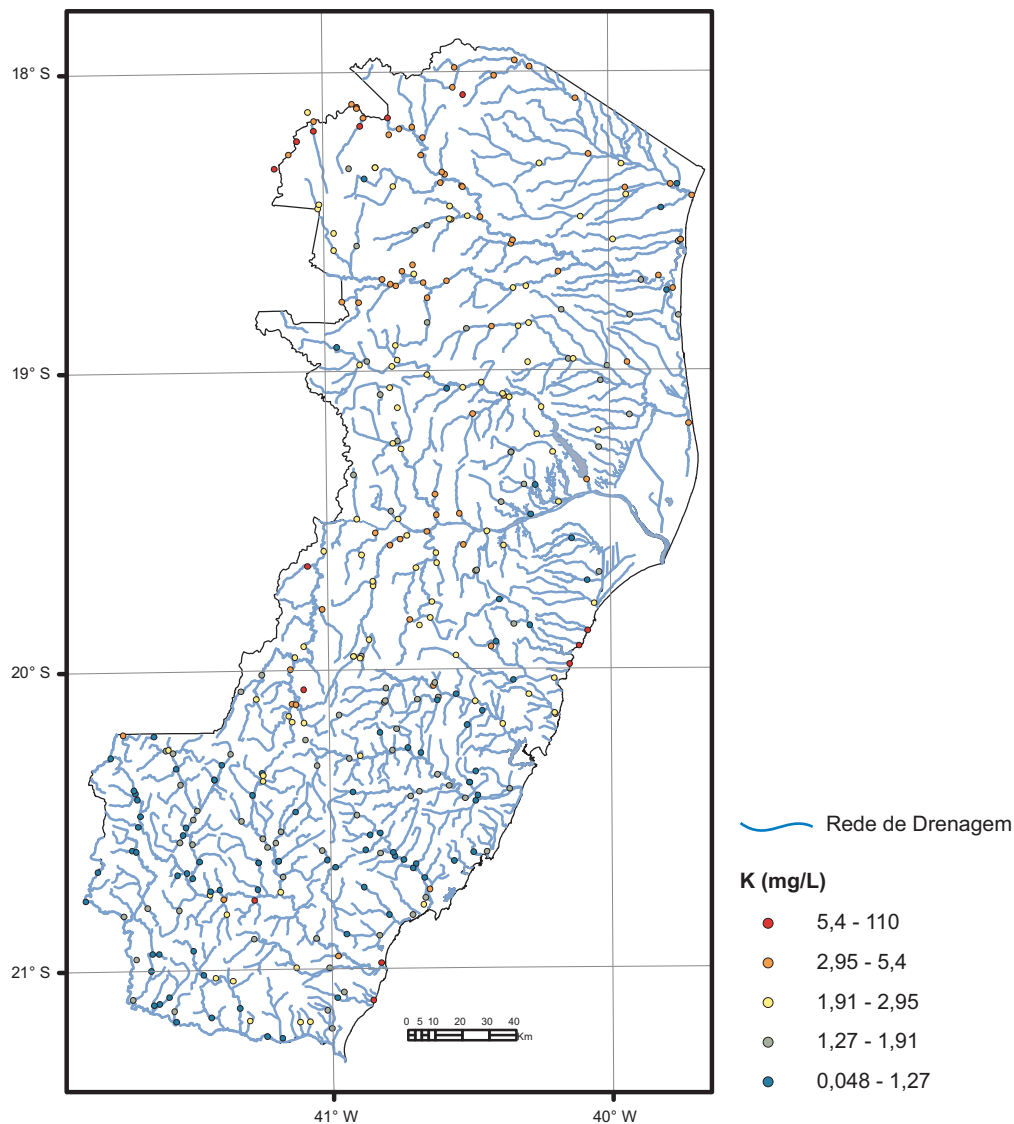 18° S
19° S
20° S
21° S
41° W
40° W
0 5 10 20 30 40
Km
Rede de Drenagem
K (mg/L)
5,4 - 110
2,95 - 5,4
1,91 - 2,95
1,27 - 1,91
0,048 - 1,27